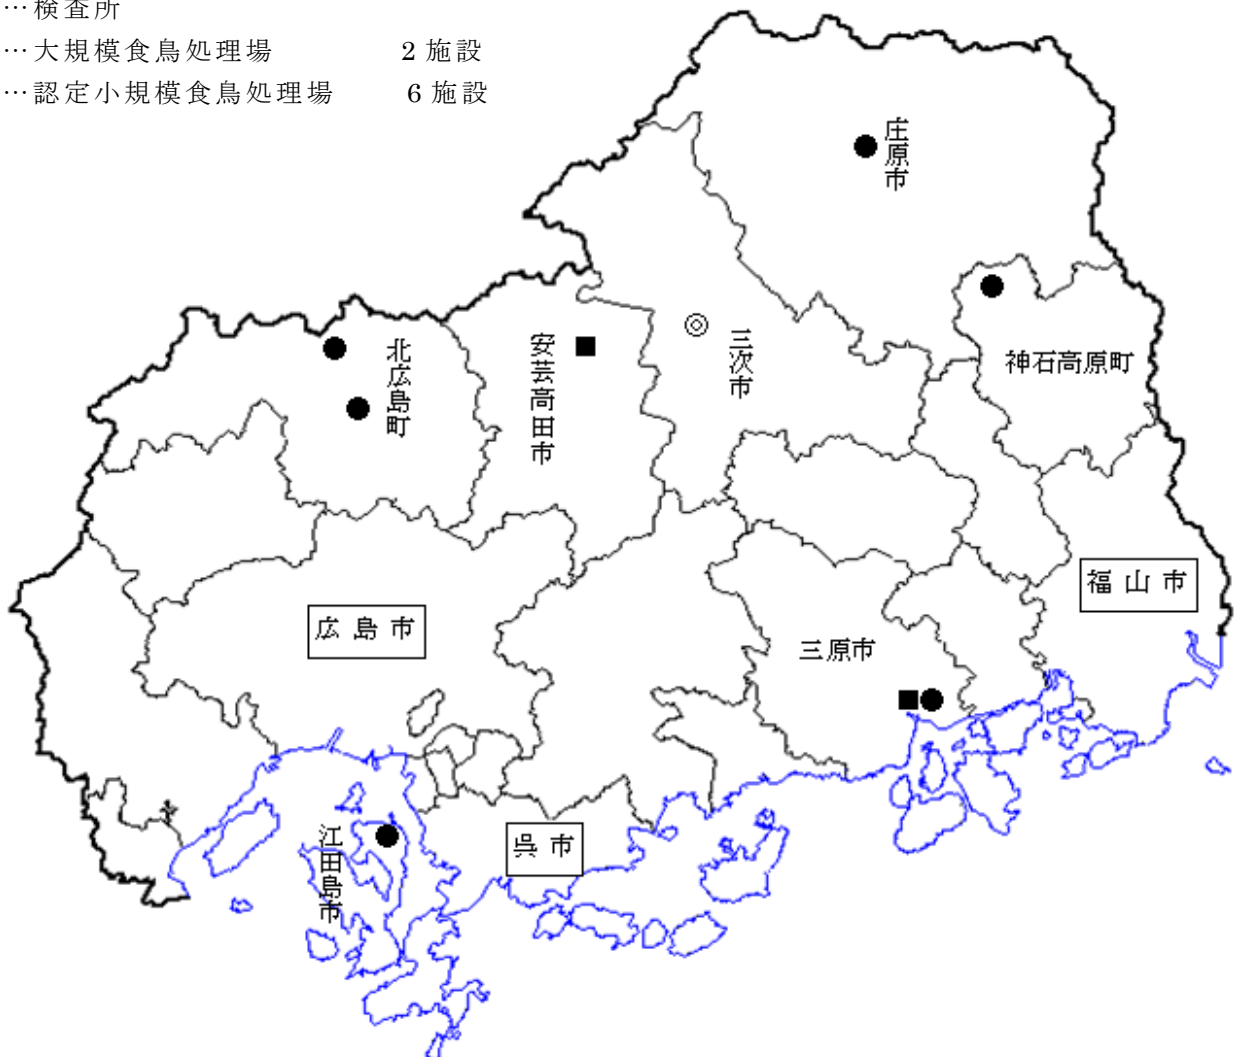 …検査所
…大規模食鳥処理場 2 施設
…認定小規模食鳥処理場 6 施設
庄原市
北広島町
安芸高田市
三次市
神石高原町
福山市
広島市
三原市
江田島市
呉市